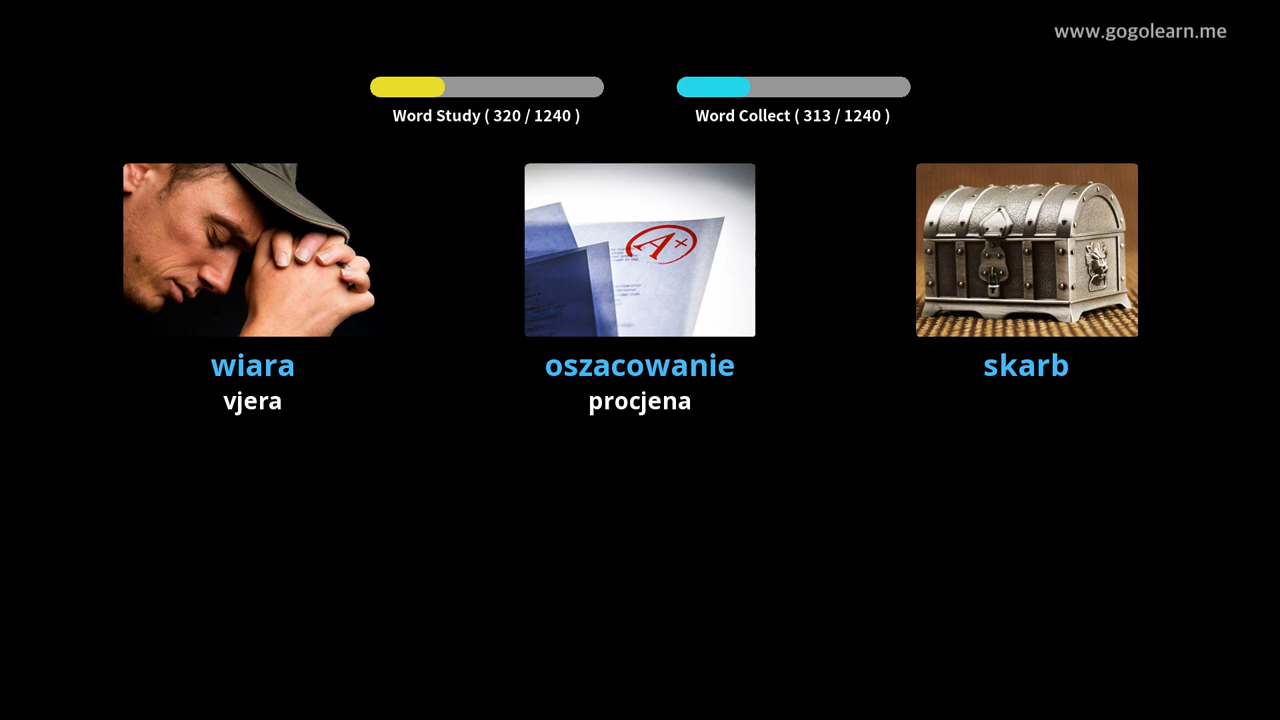 www.gogolearn.me
Word Study ( 320 / 1240 )
Word Collect ( 313 / 1240 )
A+
wiara
oszacowanie
skarb
vjera
procjena